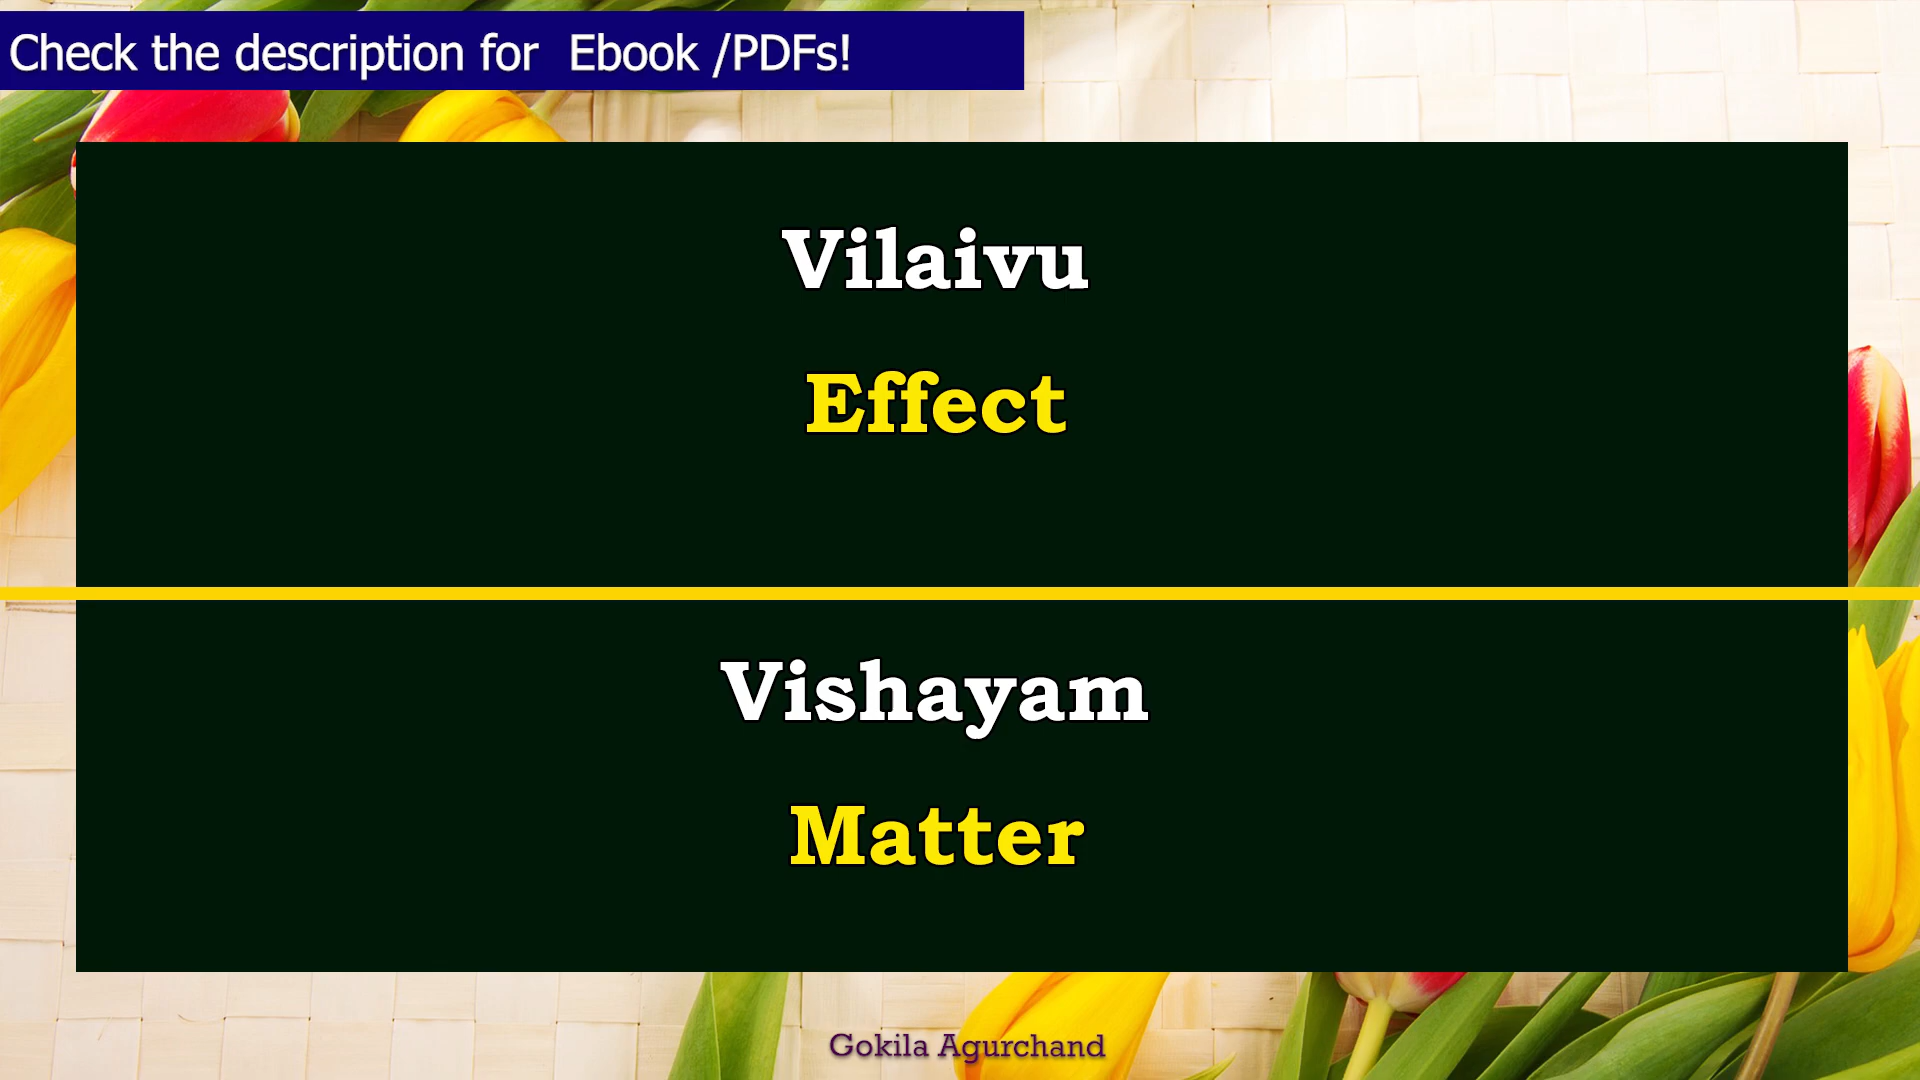 Check the description for  Ebook /PDFs!
Vilaivu
Effect
Vishayam
Matter
Gokila Agurchand